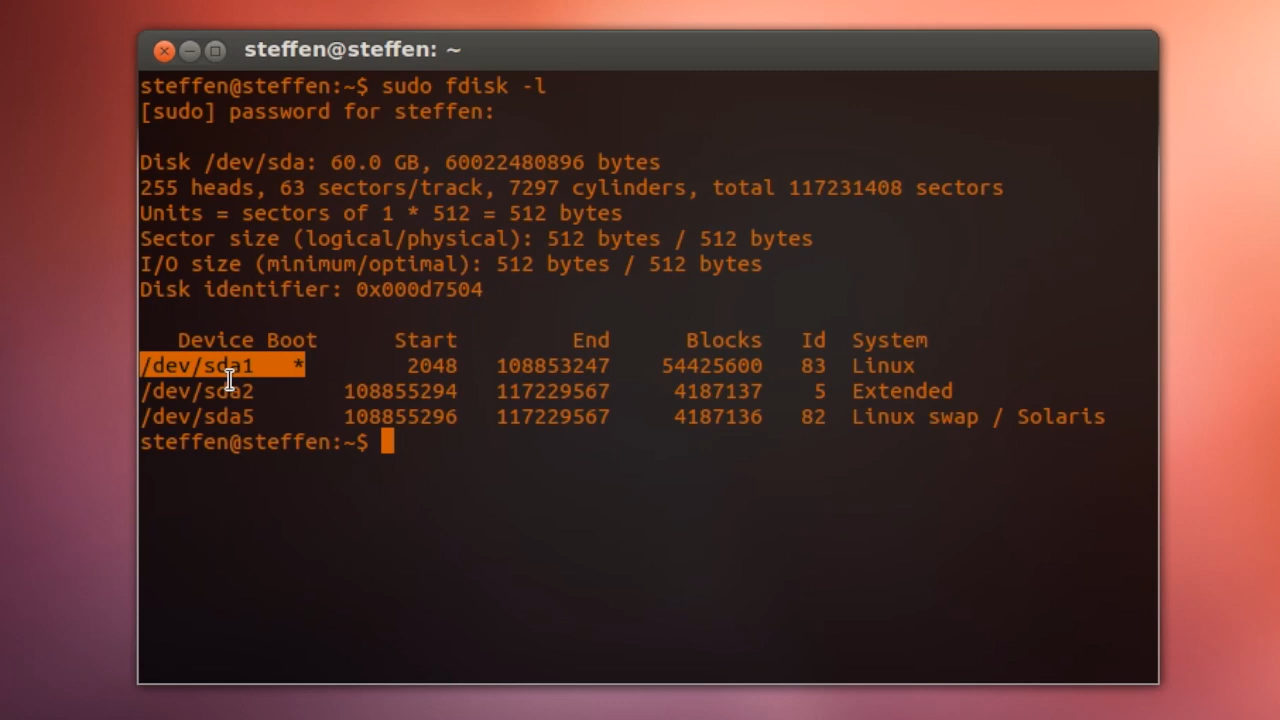 steffen@steffen: ~
steffen@steffen:~$ sudo fdisk -l
[sudo] password for steffen:
Disk /dev/sda: 60.0 GB, 60022480896 bytes
255 heads, 63 sectors/track, 7297 cylinders, total 117231408 sectors
Units = sectors of 1 * 512 = 512 bytes
Sector size (logical/physical): 512 bytes / 512 bytes
I/O size (minimum/optimal): 512 bytes / 512 bytes
Disk identifier: 0x000d7504
   Device Boot      Start         End      Blocks   Id  System
/dev/sda1   *        2048   108853247    54425600   83  Linux
/dev/sda2       108855294   117229567     4187137    5  Extended
/dev/sda5       108855296   117229567     4187136   82  Linux swap / Solaris
steffen@steffen:~$